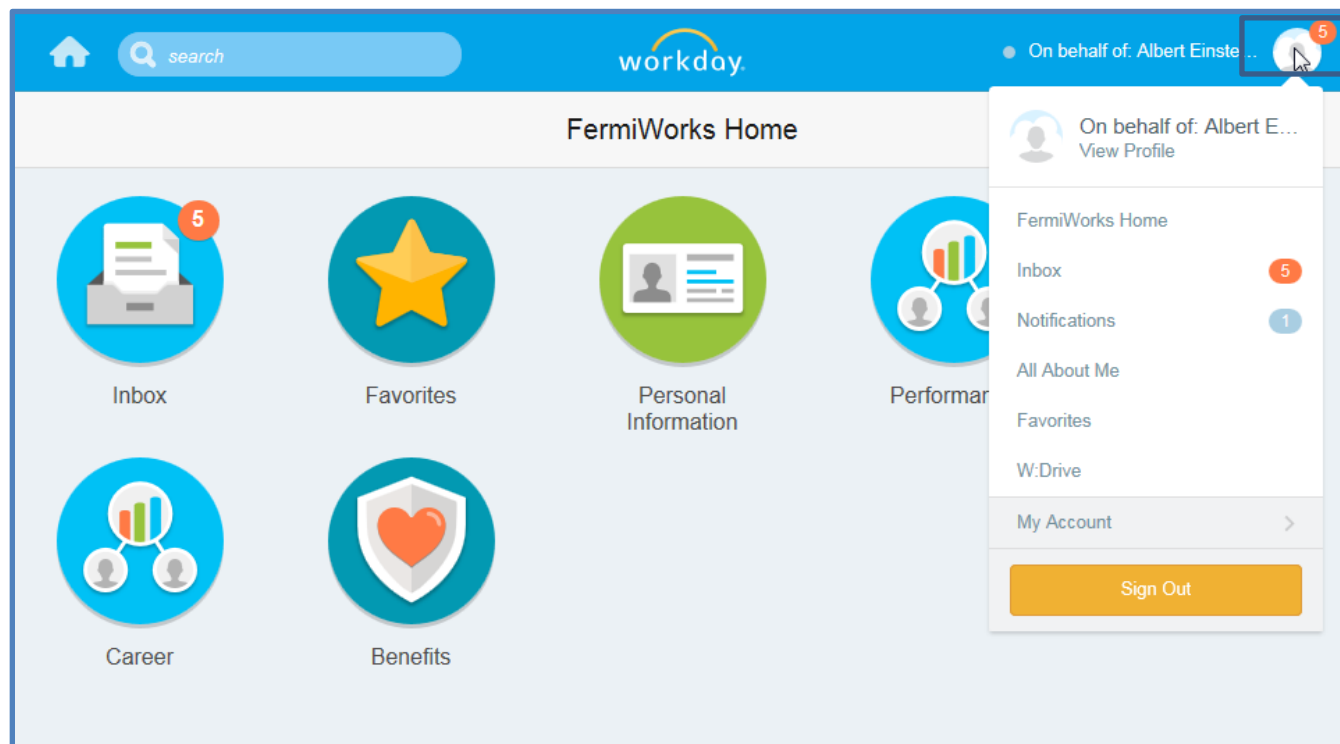 search
workday.
On behalf of: Albert Einste...
5
FermiWorks Home
On behalf of: Albert E...
View Profile
5
Inbox
Favorites
Personal
Information
Performan
Career
Benefits
FermiWorks Home
Inbox
5
Notifications
1
All About Me
Favorites
W:Drive
My Account
Sign Out